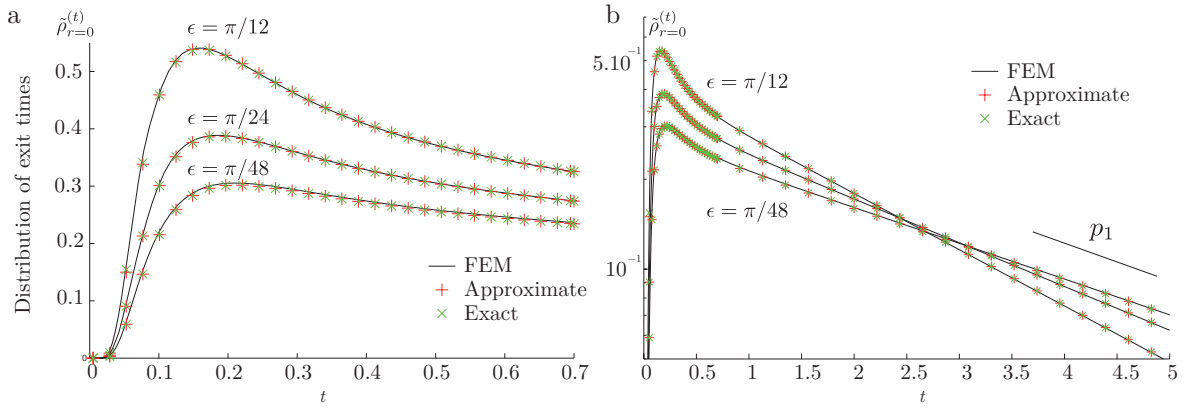 a
ρ̃_{r=0}^{(t)}
Distribution of exit times
0.5
0.4
0.3
0.2
0.1
0
ϵ = π/12
ϵ = π/24
ϵ = π/48
FEM
Approximate
Exact
0 0.1 0.2 0.3 0.4 0.5 0.6 0.7
t
b
ρ̃_{r=0}^{(t)}
5.10⁻¹
10⁻¹
ϵ = π/12
ϵ = π/48
FEM
Approximate
Exact
p₁
0 0.5 1 1.5 2 2.5 3 3.5 4 4.5 5
t